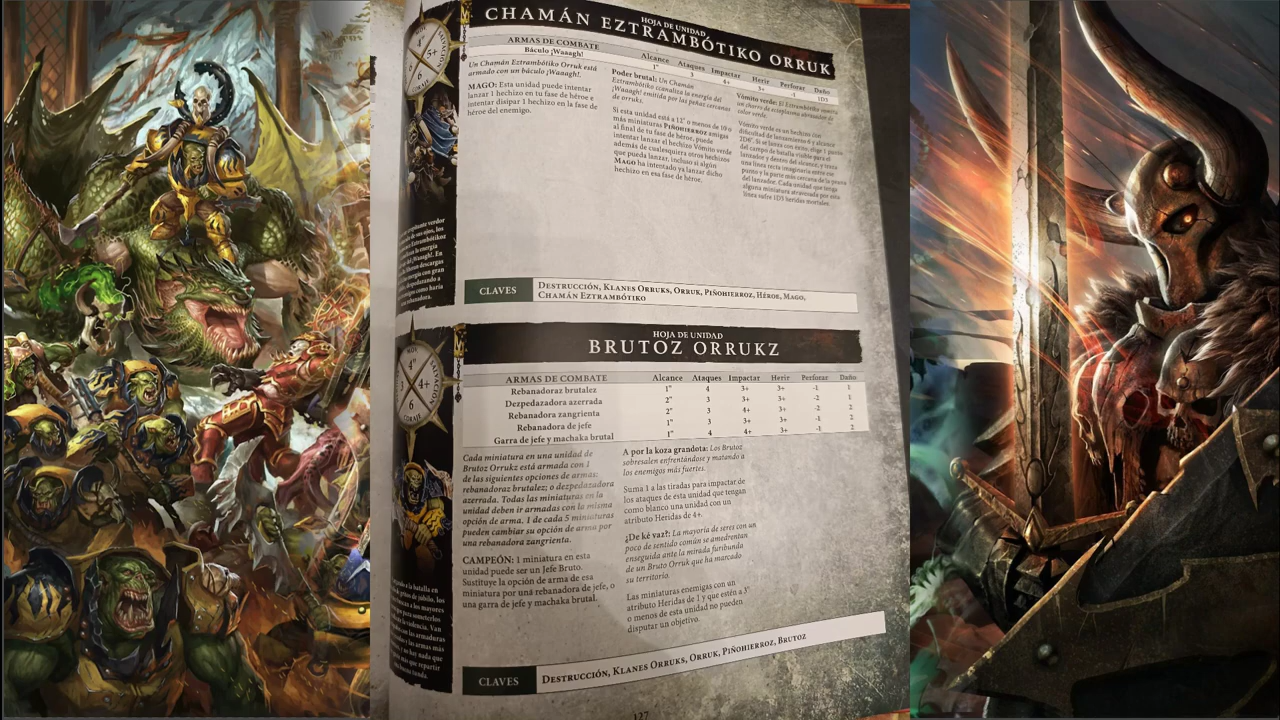 HOJA DE UNIDAD
CHAMÁN EZTRAMBÓTIKO ORRUK
4"
5+
6
6
ARMAS DE COMBATE Alcance Ataques Impactar Herir Perforar Daño
Báculo ¡Waaagh! 1" 3 4+ 3+ -1 1D3
Un Chamán Eztrambótiko Orruk está
armado con un báculo ¡Waaagh!.
MAGO: Esta unidad puede intentar
lanzar 1 hechizo en tu fase de héroe e
intentar disipar 1 hechizo en la fase de
héroe del enemigo.
Poder brutal: Un Chamán
Eztrambótiko canaliza la energía del
¡Waaagh! emitida por las peñas cercanas
de orruks.
Si esta unidad está a 12" o menos de 10 o
más miniaturas PIÑOHIERROZ amigas
al final de tu fase de héroe, puede
intentar lanzar el hechizo Vómito verde
además de cualesquiera otros hechizos
que pueda lanzar, incluso si algún
MAGO ha intentado ya lanzar dicho
hechizo en esa fase de héroe.
Vómito verde: El Eztrambótiko vomita
un chorro de ectoplasma abrasador de
color verde.
Vómito verde es un hechizo con
dificultad de lanzamiento 6 y alcance
2D6". Si se lanza con éxito, elige 1 punto
del campo de batalla visible para el
lanzador y dentro del alcance, y traza
una línea recta imaginaria entre ese
punto y la parte más cercana de la peana
del lanzador. Cada unidad que tenga
alguna miniatura atravesada por esta
línea sufre 1D3 heridas mortales.
CLAVES
DESTRUCCIÓN, KLANES ORRUKS, ORRUK, PIÑOHIERROZ, HÉROE, MAGO,
CHAMÁN EZTRAMBÓTIKO
HOJA DE UNIDAD
BRUTOZ ORRUKZ
MOV
4"
SALVACIÓN
4+
3
6
CORAJE
ARMAS DE COMBATE Alcance Ataques Impactar Herir Perforar Daño
Rebanadoraz brutalez 1" 4 3+ 3+ -1 1
Dezpedazadora azerrada 2" 3 3+ 3+ -2 1
Rebanadora zangrienta 2" 3 4+ 3+ -2 2
Rebanadora de jefe 1" 3 3+ 3+ -1 2
Garra de jefe y machaka brutal 1" 4 4+ 3+ -1 2
Cada miniatura en una unidad de
Brutoz Orrukz está armada con 1
de las siguientes opciones de armas:
rebanadoraz brutalez; o dezpedazadora
azerrada. Todas las miniaturas en la
unidad deben ir armadas con la misma
opción de arma. 1 de cada 5 miniaturas
pueden cambiar su opción de arma por
una rebanadora zangrienta.
CAMPEÓN: 1 miniatura en esta
unidad puede ser un Jefe Bruto.
Sustituye la opción de arma de esa
miniatura por una rebanadora de jefe, o
una garra de jefe y machaka brutal.
A por la koza grandota: Los Brutoz
sobresalen enfrentándose y matando a
los enemigos más fuertes.
Suma 1 a las tiradas para impactar de
los ataques de esta unidad que tengan
como blanco una unidad con un
atributo Heridas de 4+.
¿De ké vaz?: La mayoría de seres con un
poco de sentido común se amedrentan
enseguida ante la mirada furibunda
de un Bruto Orruk que ha marcado
su territorio.
Las miniaturas enemigas con un
atributo Heridas de 1 y que estén a 3"
o menos de esta unidad no pueden
disputar un objetivo.
CLAVES
DESTRUCCIÓN, KLANES ORRUKS, ORRUK, PIÑOHIERROZ, BRUTOZ
127